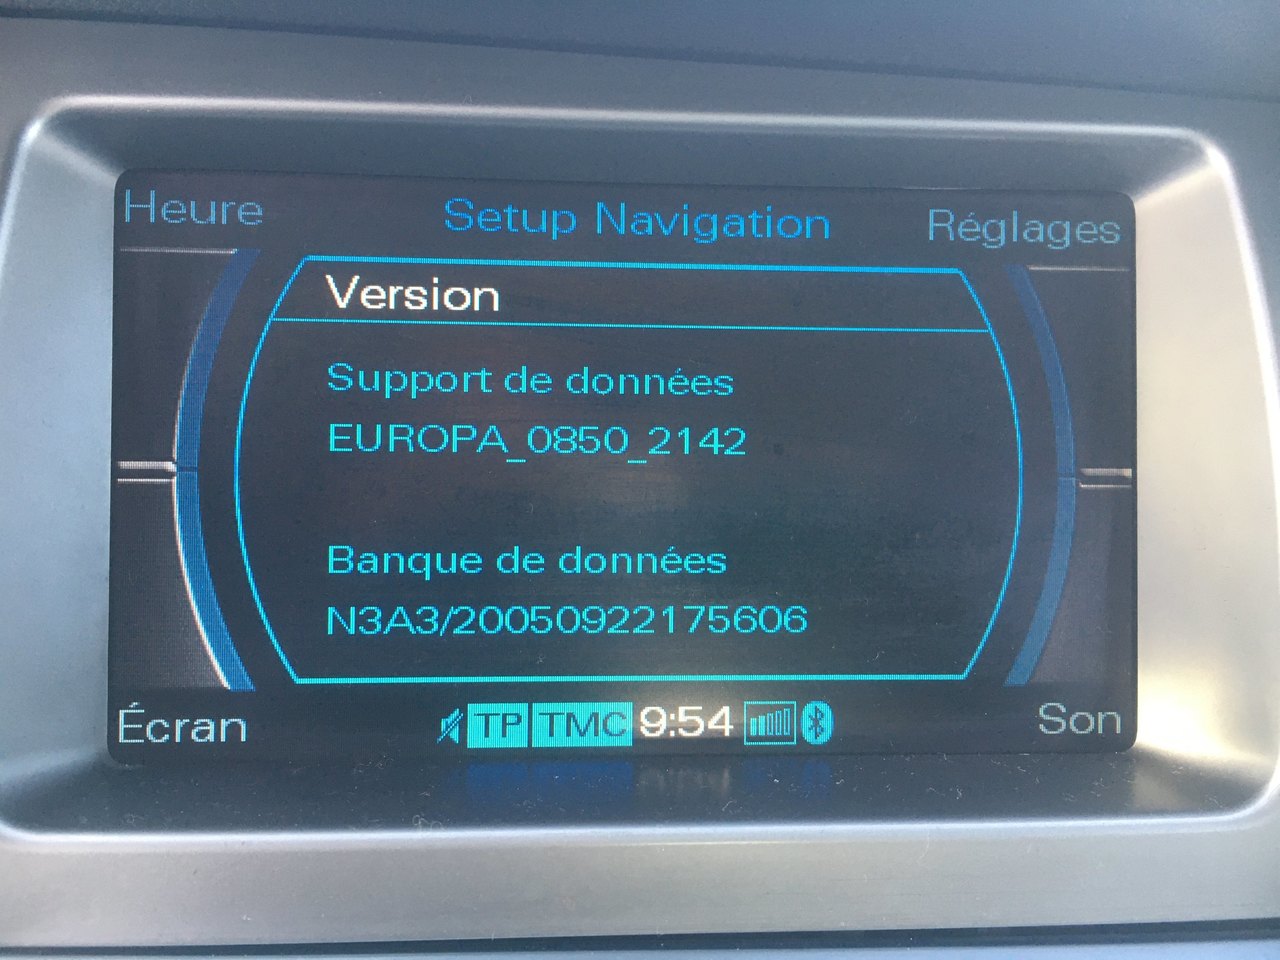 Heure
Setup Navigation
Réglages
Version
Support de données
EUROPA_0850_2142
Banque de données
N3A3/20050922175606
Écran
TP TMC 9:54
Son